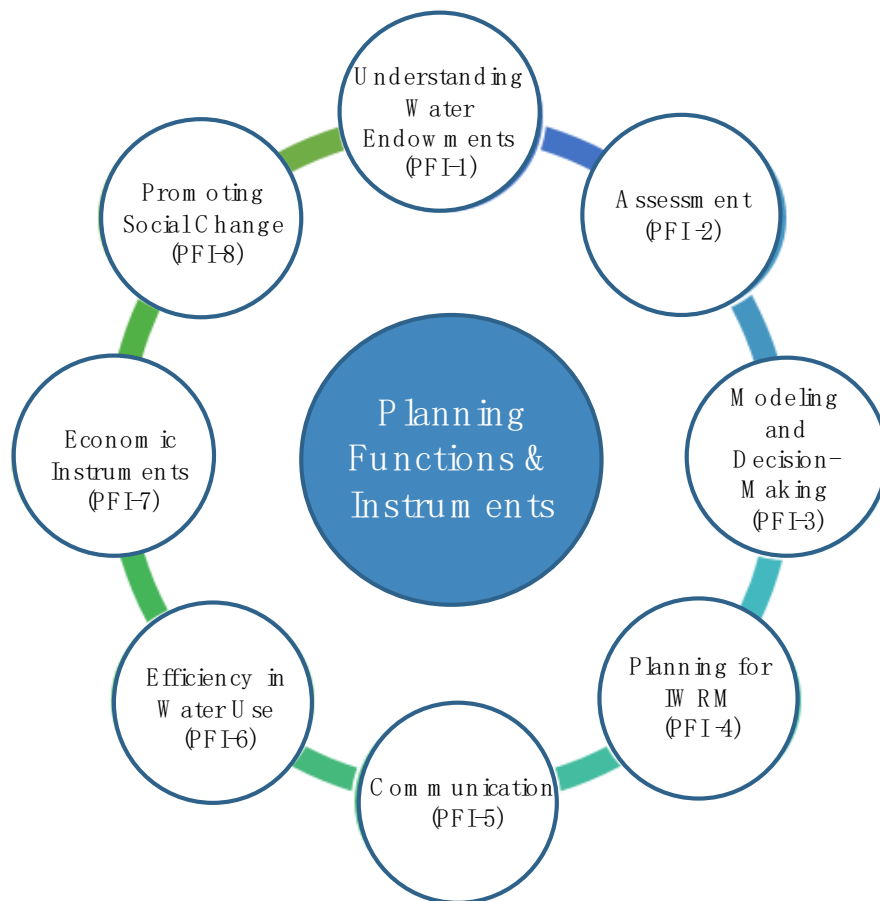 Understanding
Water
Endowments
(PFI-1)
Assessment
(PFI-2)
Modeling
and
Decision-
Making
(PFI-3)
Planning for
IWRM
(PFI-4)
Communication
(PFI-5)
Efficiency in
Water Use
(PFI-6)
Economic
Instruments
(PFI-7)
Promoting
Social Change
(PFI-8)
Planning
Functions &
Instruments